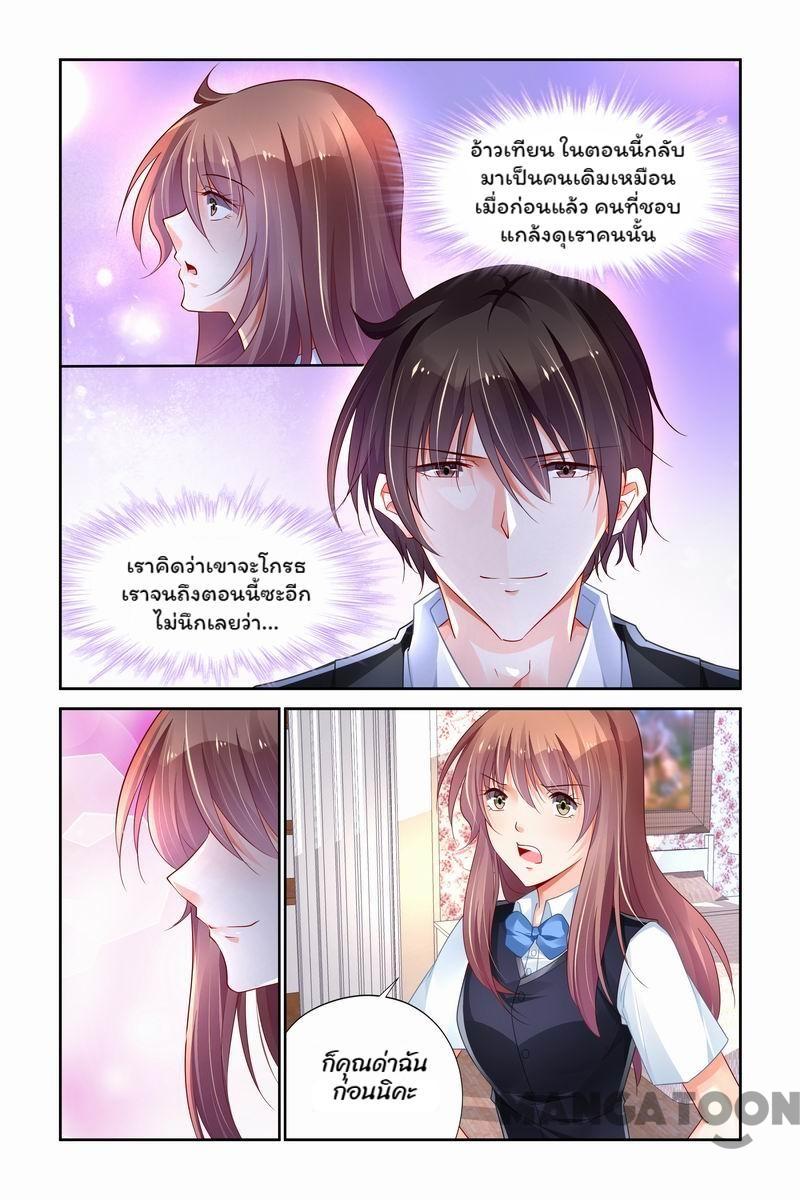 อ้าวเทียน ในตอนนี้กลับ
มาเป็นคนเดิมเหมือน
เมื่อก่อนแล้ว คนที่ชอบ
แกล้งดุเราคนนั้น
เราคิดว่าเขาจะโกรธ
เราจนถึงตอนนี้ซะอีก
ไม่นึกเลยว่า...
ก็คุณด่าฉัน
ก่อนนิคะ
MANGATOON